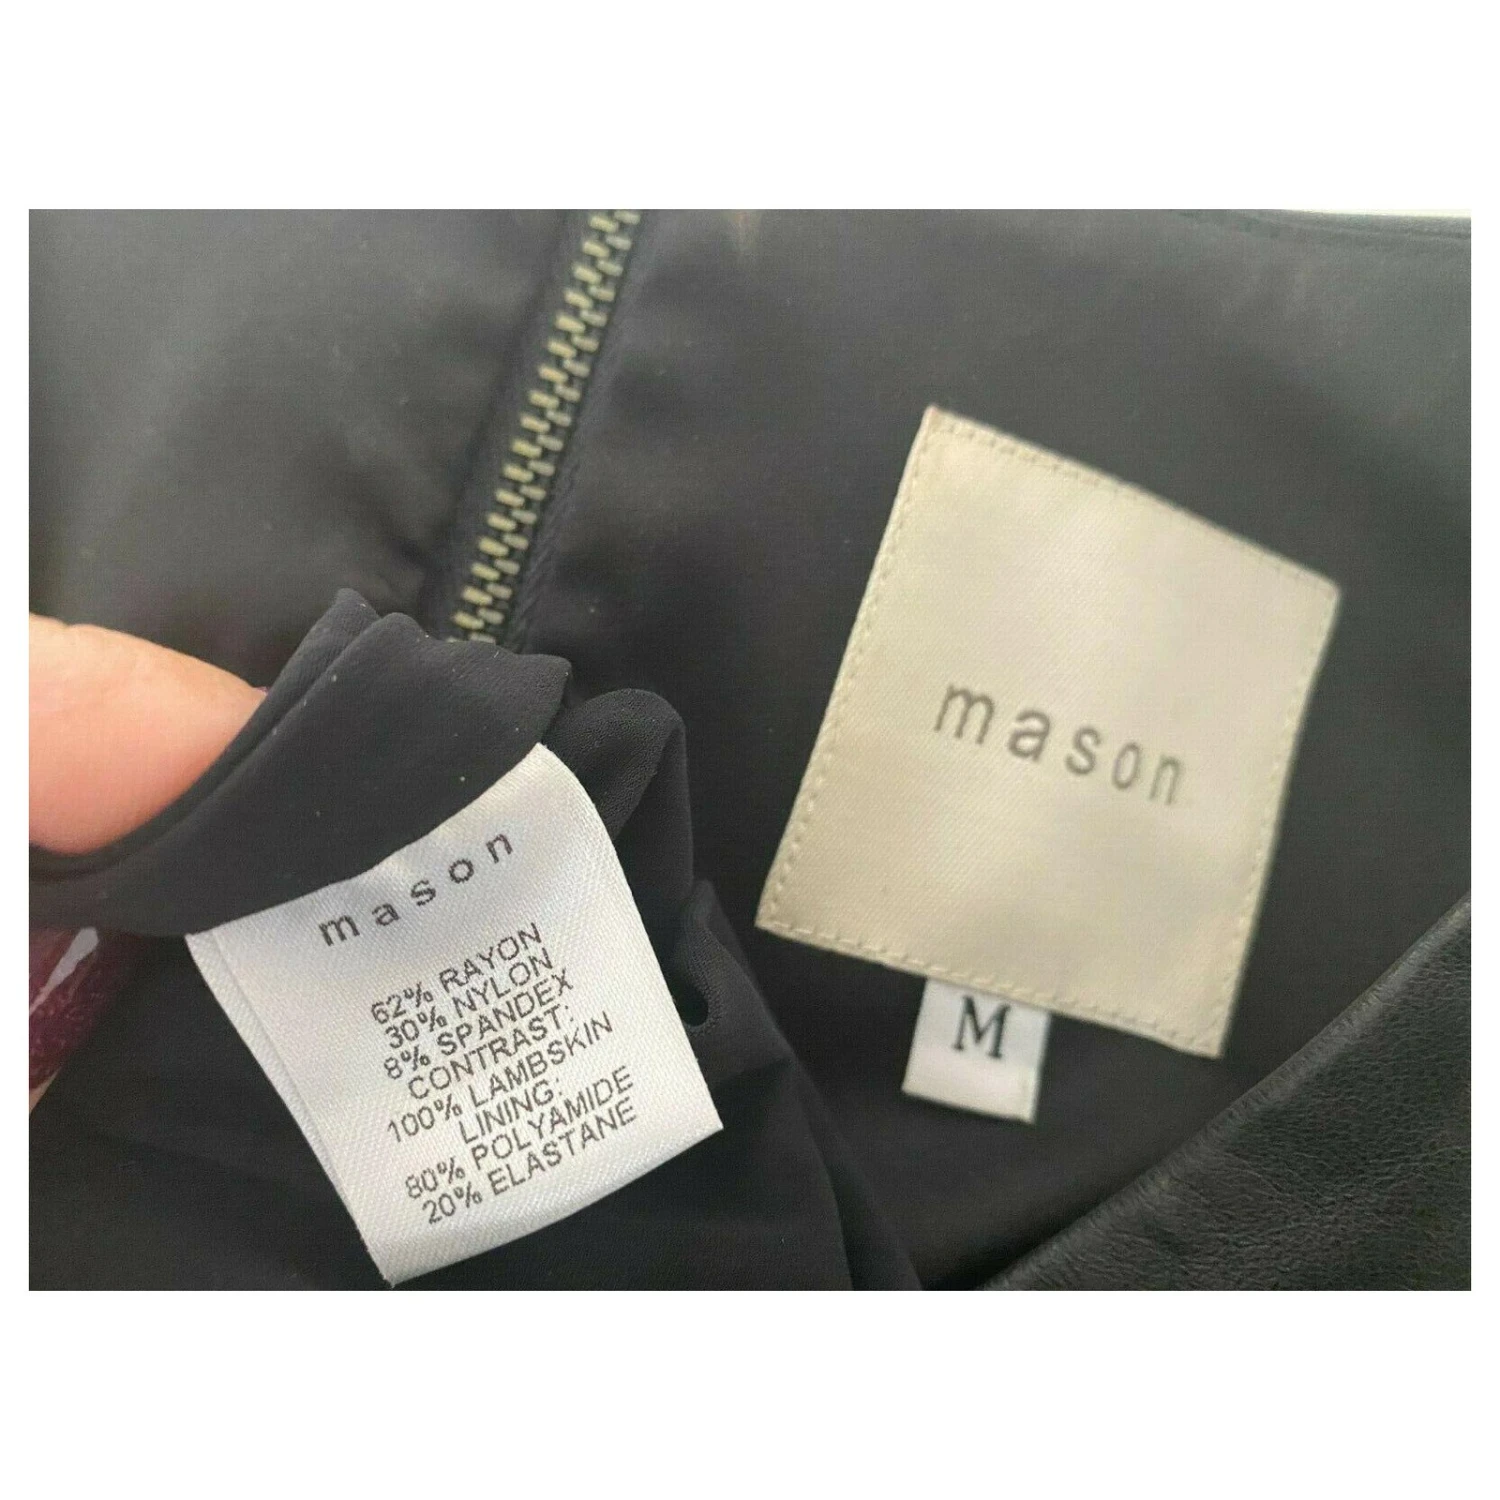 mason
M
mason
62% RAYON
30% NYLON
8% SPANDEX
CONTRAST:
100% LAMBSKIN
LINING:
80% POLYAMIDE
20% ELASTANE